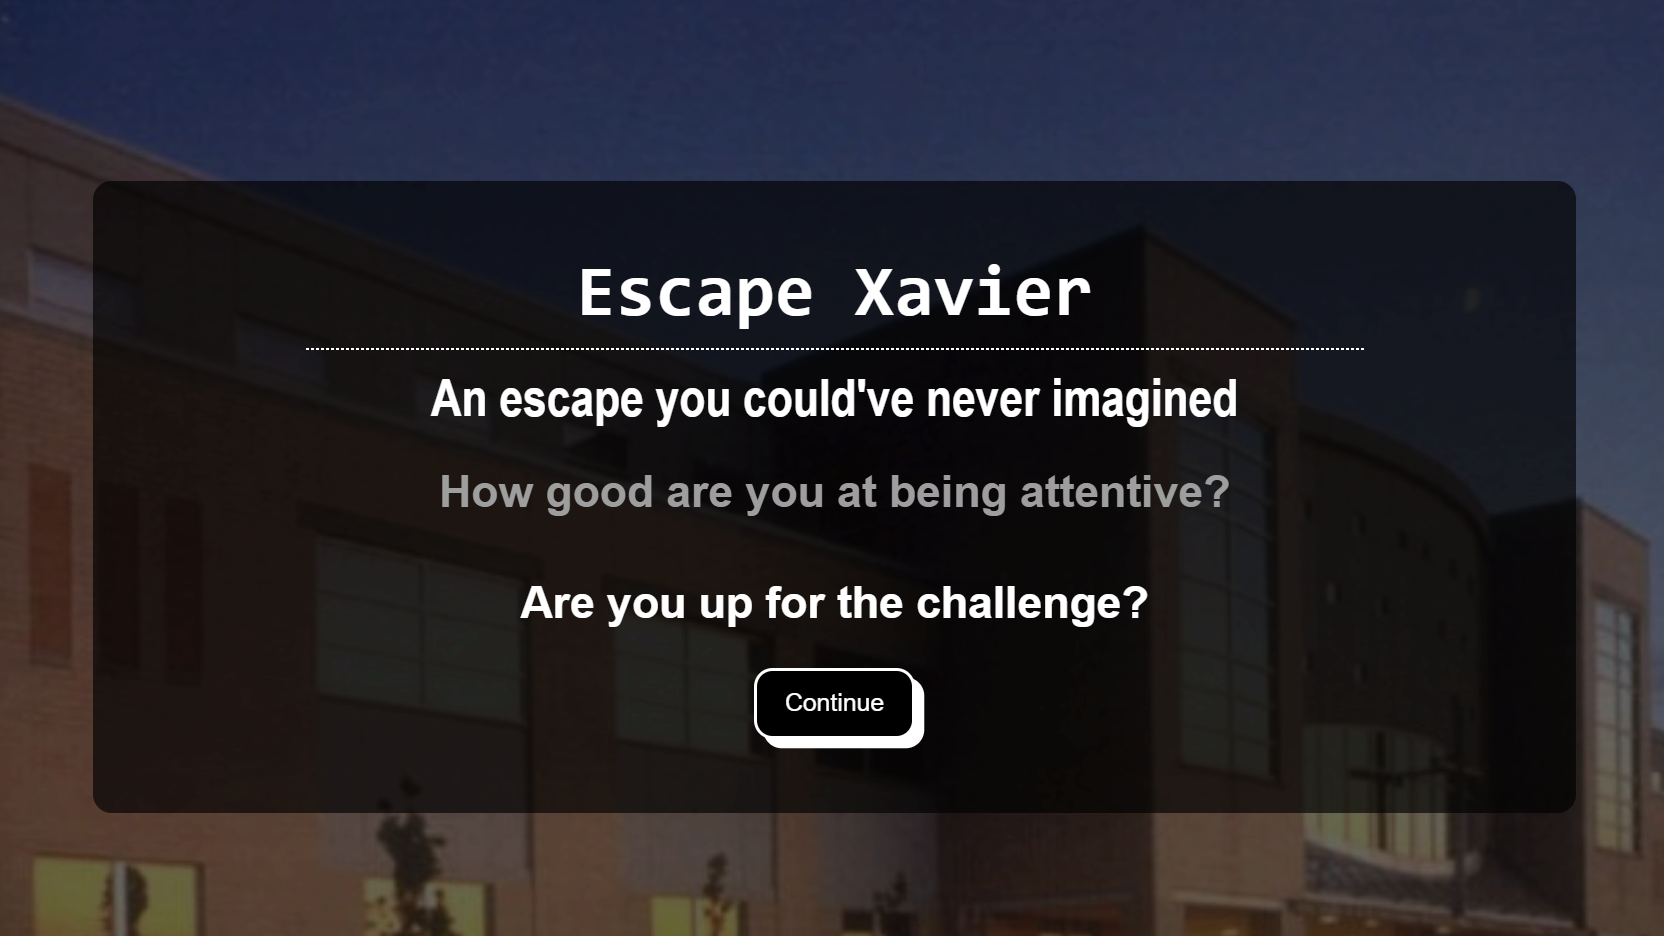 Escape Xavier
An escape you could've never imagined
How good are you at being attentive?
Are you up for the challenge?
Continue